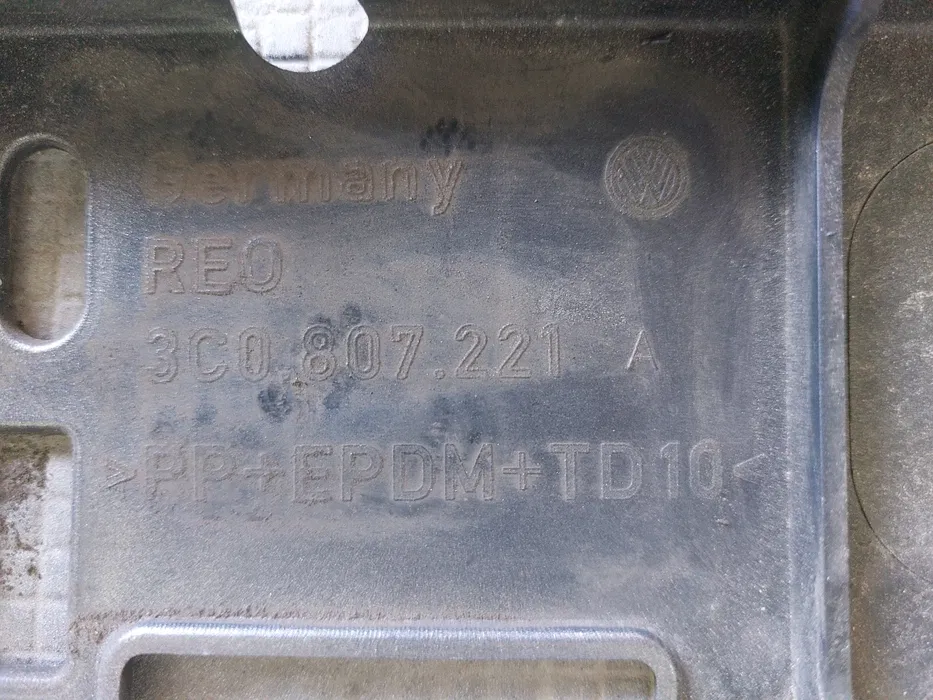 Germany
REO
3C0.807.221 A
>PP+EPDM+TD10<